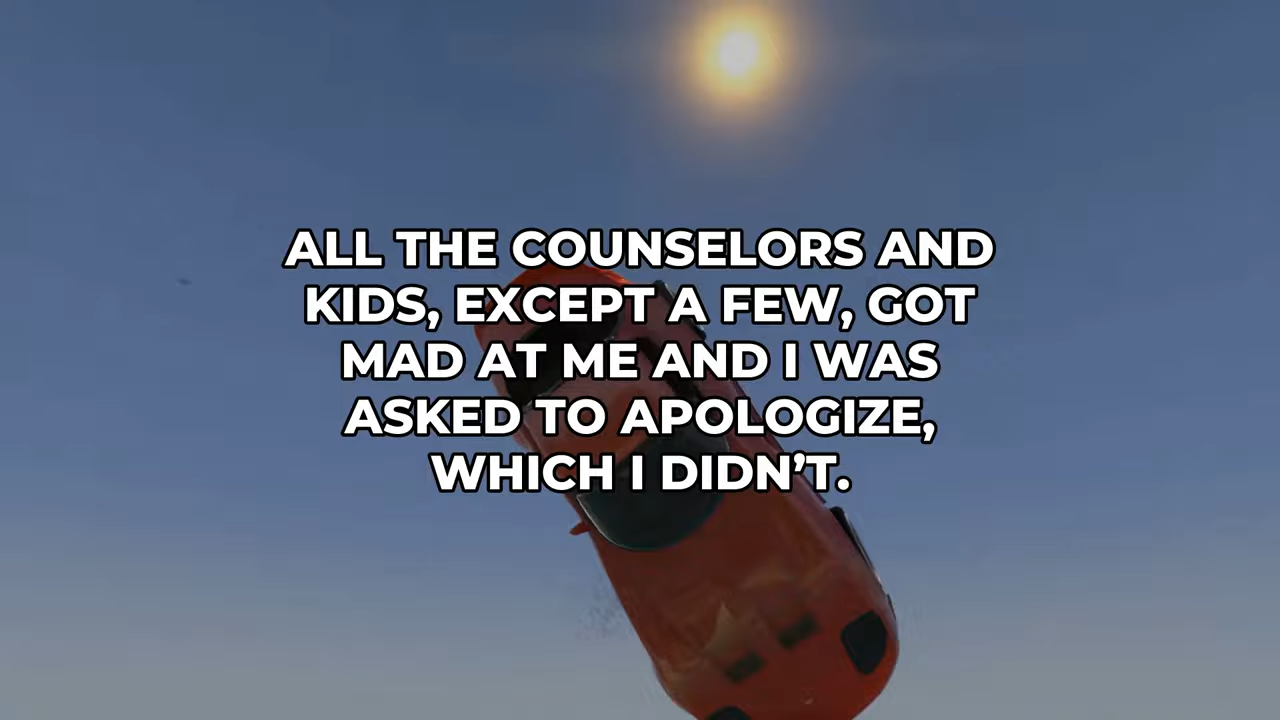 ALL THE COUNSELORS AND
KIDS, EXCEPT A FEW, GOT
MAD AT ME AND I WAS
ASKED TO APOLOGIZE,
WHICH I DIDN’T.